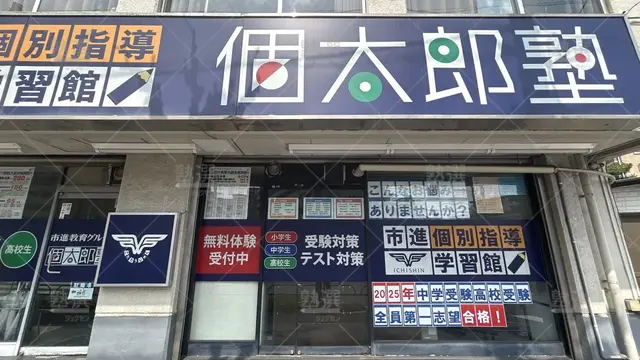 個別指導
学習館
個太郎塾
塾選
高校生
市進教育グル
個太郎
無料体験
受付中
小学生
中学生
高校生
受験対策
テスト対策
こんなお悩み
ありませんか?
市進個別指導
ICHISHIN
学習館
2025年中学受験高校受験
全員第一志望合格!